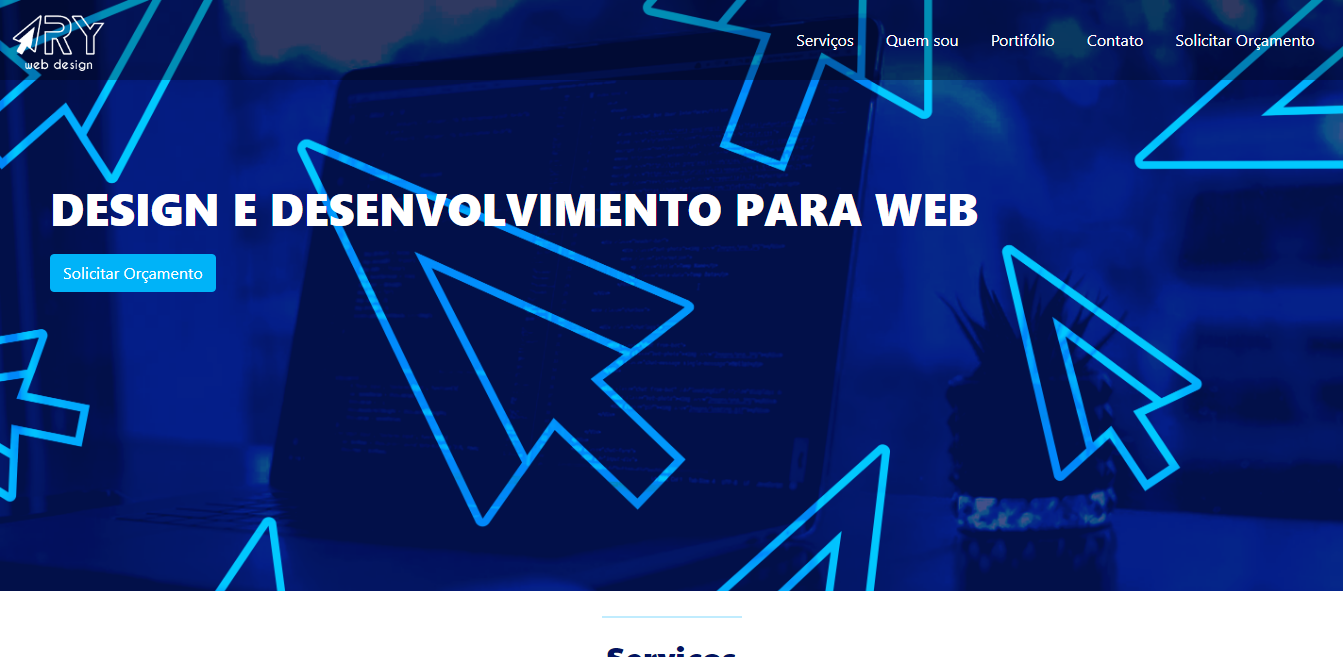 ARY
web design
Serviços Quem sou Portifólio Contato Solicitar Orçamento
DESIGN E DESENVOLVIMENTO PARA WEB
Solicitar Orçamento
Serviços